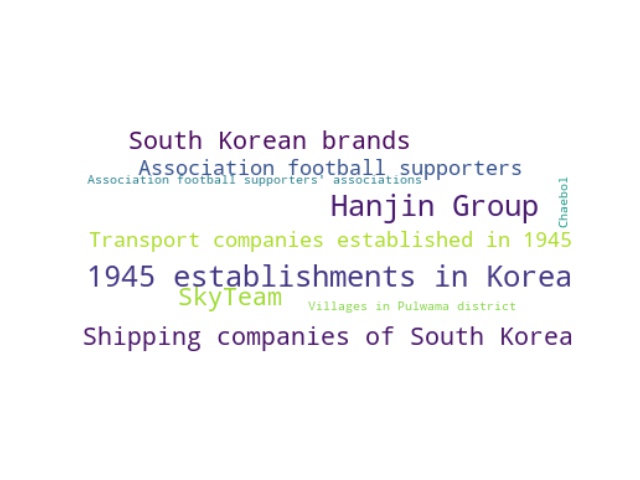 South Korean brands
Association football supporters
Association football supporters' associations
Chaebol
Hanjin Group
Transport companies established in 1945
1945 establishments in Korea
SkyTeam
Villages in Pulwama district
Shipping companies of South Korea